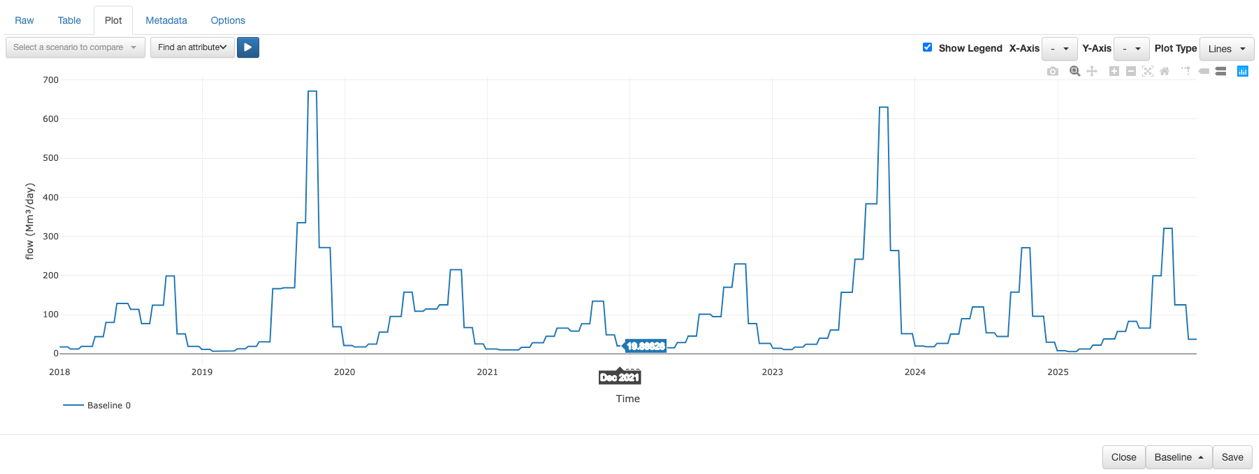 Raw Table Plot Metadata Options
Select a scenario to compare Find an attribute Show Legend X-Axis - Y-Axis - Plot Type Lines
700
600
500
400
300
200
100
0
flow (Mm³/day)
Dec 2021
2018 2019 2020 2021 2023 2024 2025
Time
Baseline 0
Close Baseline Save